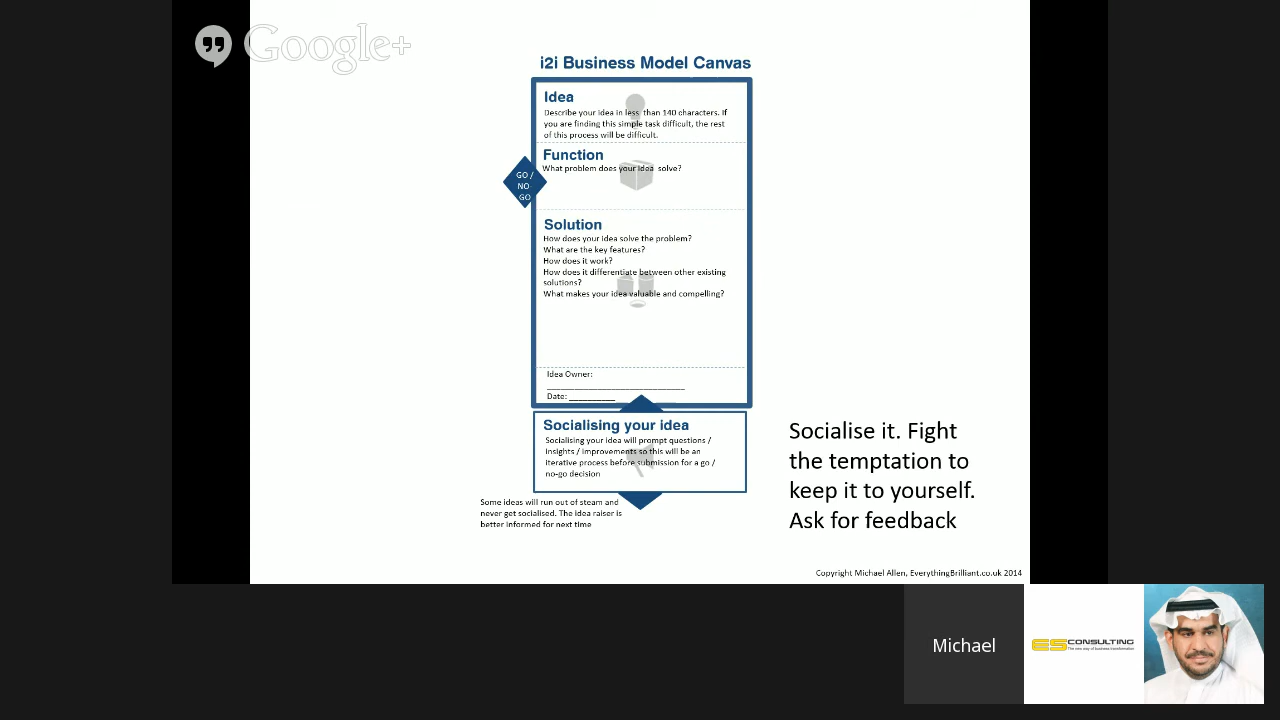 Google+
i2i Business Model Canvas
Idea
Describe your idea in less than 140 characters. If
you are finding this simple task difficult, the rest
of this process will be difficult.
Function
What problem does your idea solve?
GO /
NO
GO
Solution
How does your idea solve the problem?
What are the key features?
How does it work?
How does it differentiate between other existing
solutions?
What makes your idea valuable and compelling?
Idea Owner:
Date: __________
Socialising your idea
Socialising your idea will prompt questions /
insights / improvements so this will be an
iterative process before submission for a go /
no-go decision
Some ideas will run out of steam and
never get socialised. The idea raiser is
better informed for next time
Socialise it. Fight
the temptation to
keep it to yourself.
Ask for feedback
Copyright Michael Allen, EverythingBrilliant.co.uk 2014
Michael
ES CONSULTING
The new way of business transformation